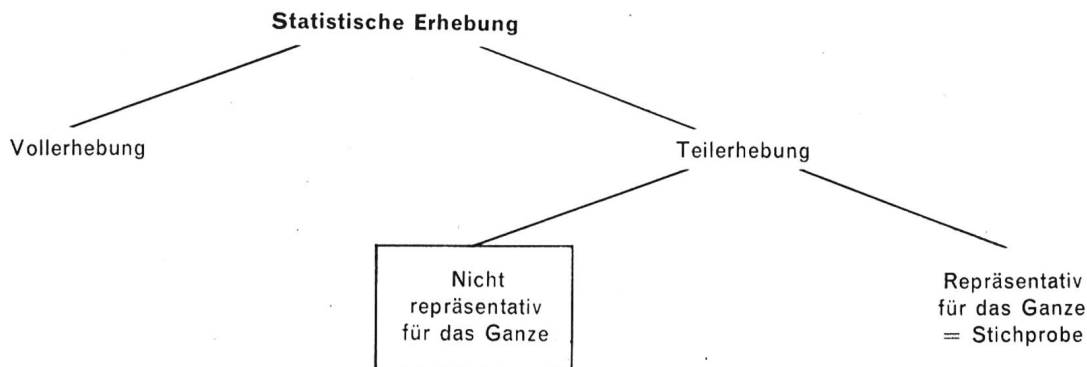 Statistische Erhebung
Vollerhebung
Teilerhebung
Nicht
repräsentativ
für das Ganze
Repräsentativ
für das Ganze
= Stichprobe